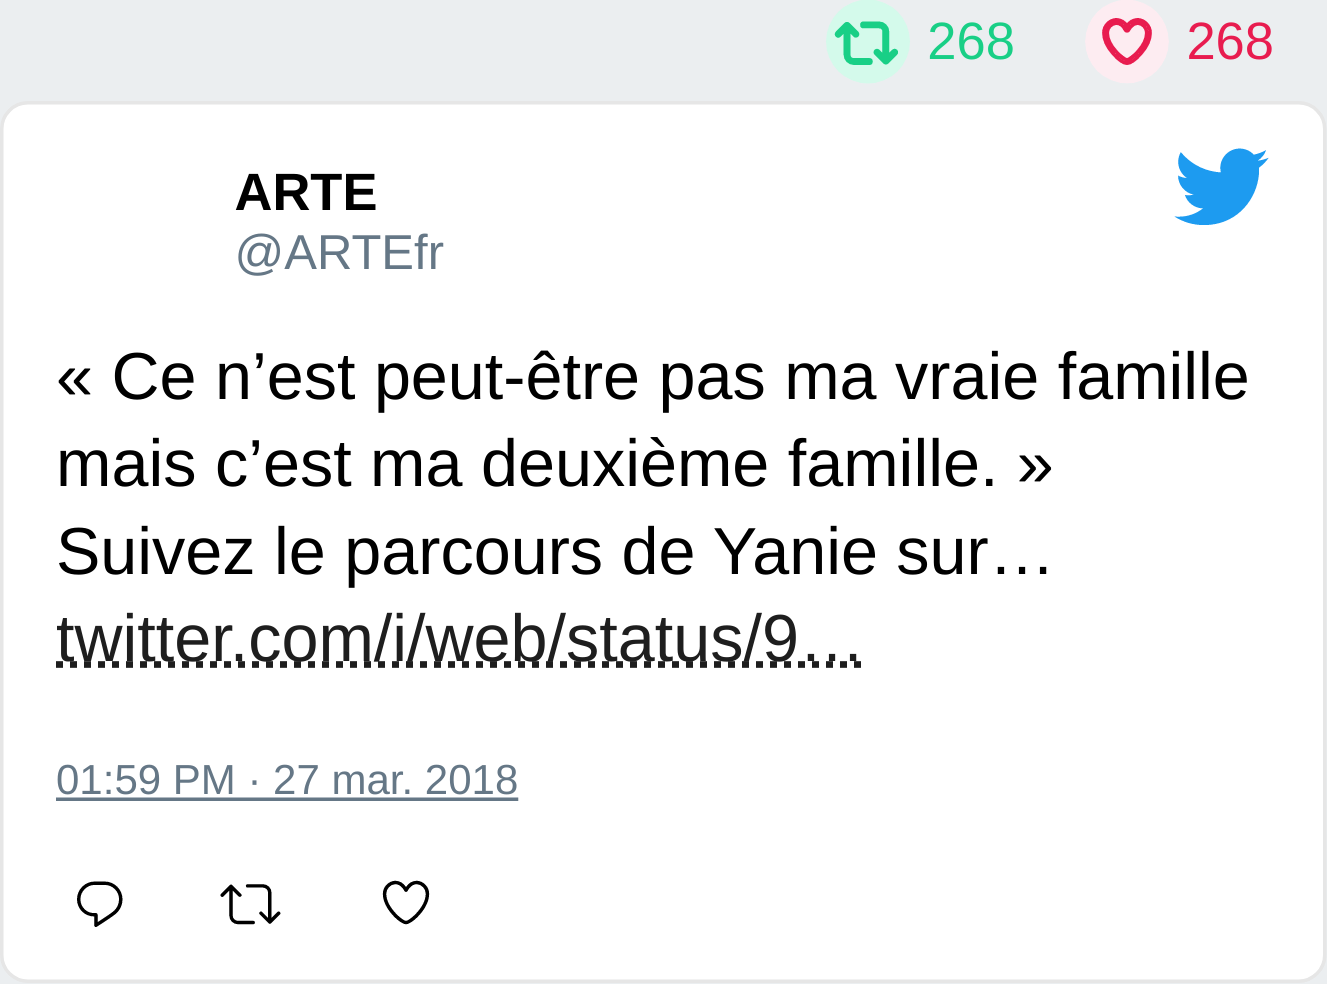 268 268
ARTE
@ARTEfr
« Ce n’est peut-être pas ma vraie famille
mais c’est ma deuxième famille. »
Suivez le parcours de Yanie sur…
twitter.com/i/web/status/9…
01:59 PM · 27 mar. 2018